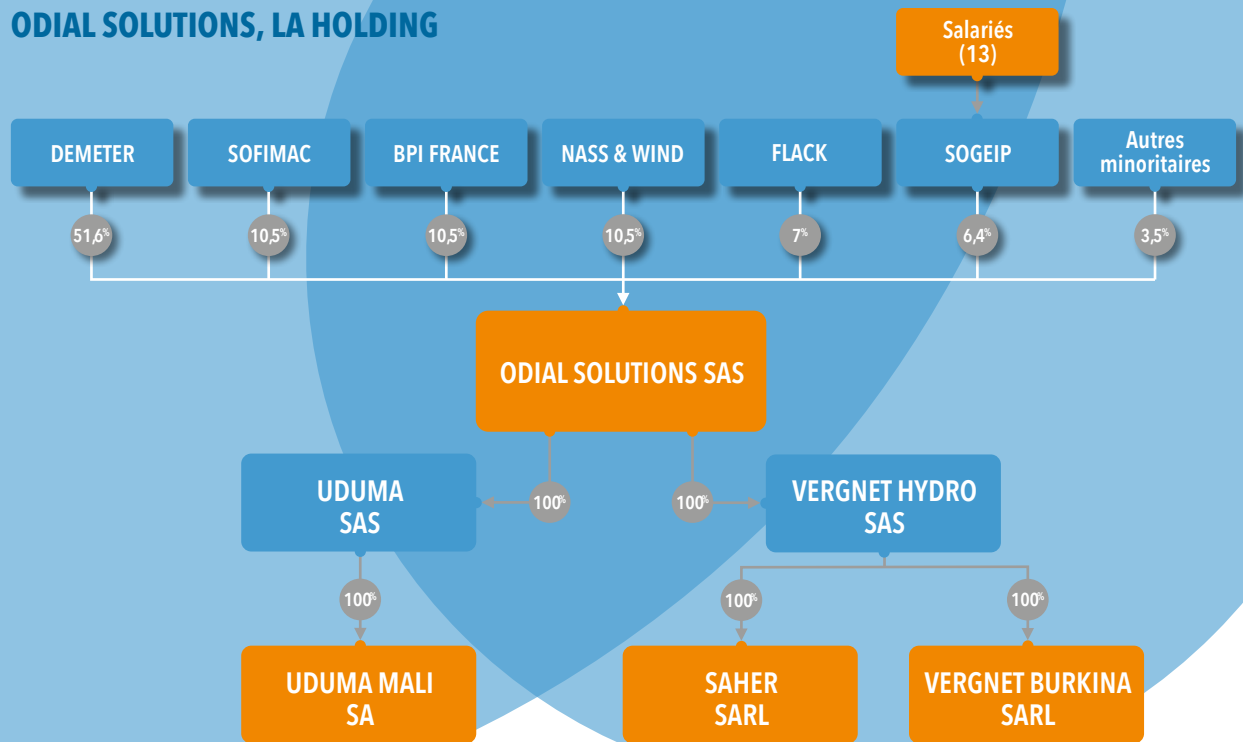 ODIAL SOLUTIONS, LA HOLDING
Salariés
(13)
DEMETER
SOFIMAC
BPI FRANCE
NASS & WIND
FLACK
SOGEIP
Autres
minoritaires
51,6%
10,5%
10,5%
10,5%
7%
6,4%
3,5%
ODIAL SOLUTIONS SAS
UDUMA
SAS
100%
100%
VERGNET HYDRO
SAS
100%
100%
100%
UDUMA MALI
SA
SAHER
SARL
VERGNET BURKINA
SARL